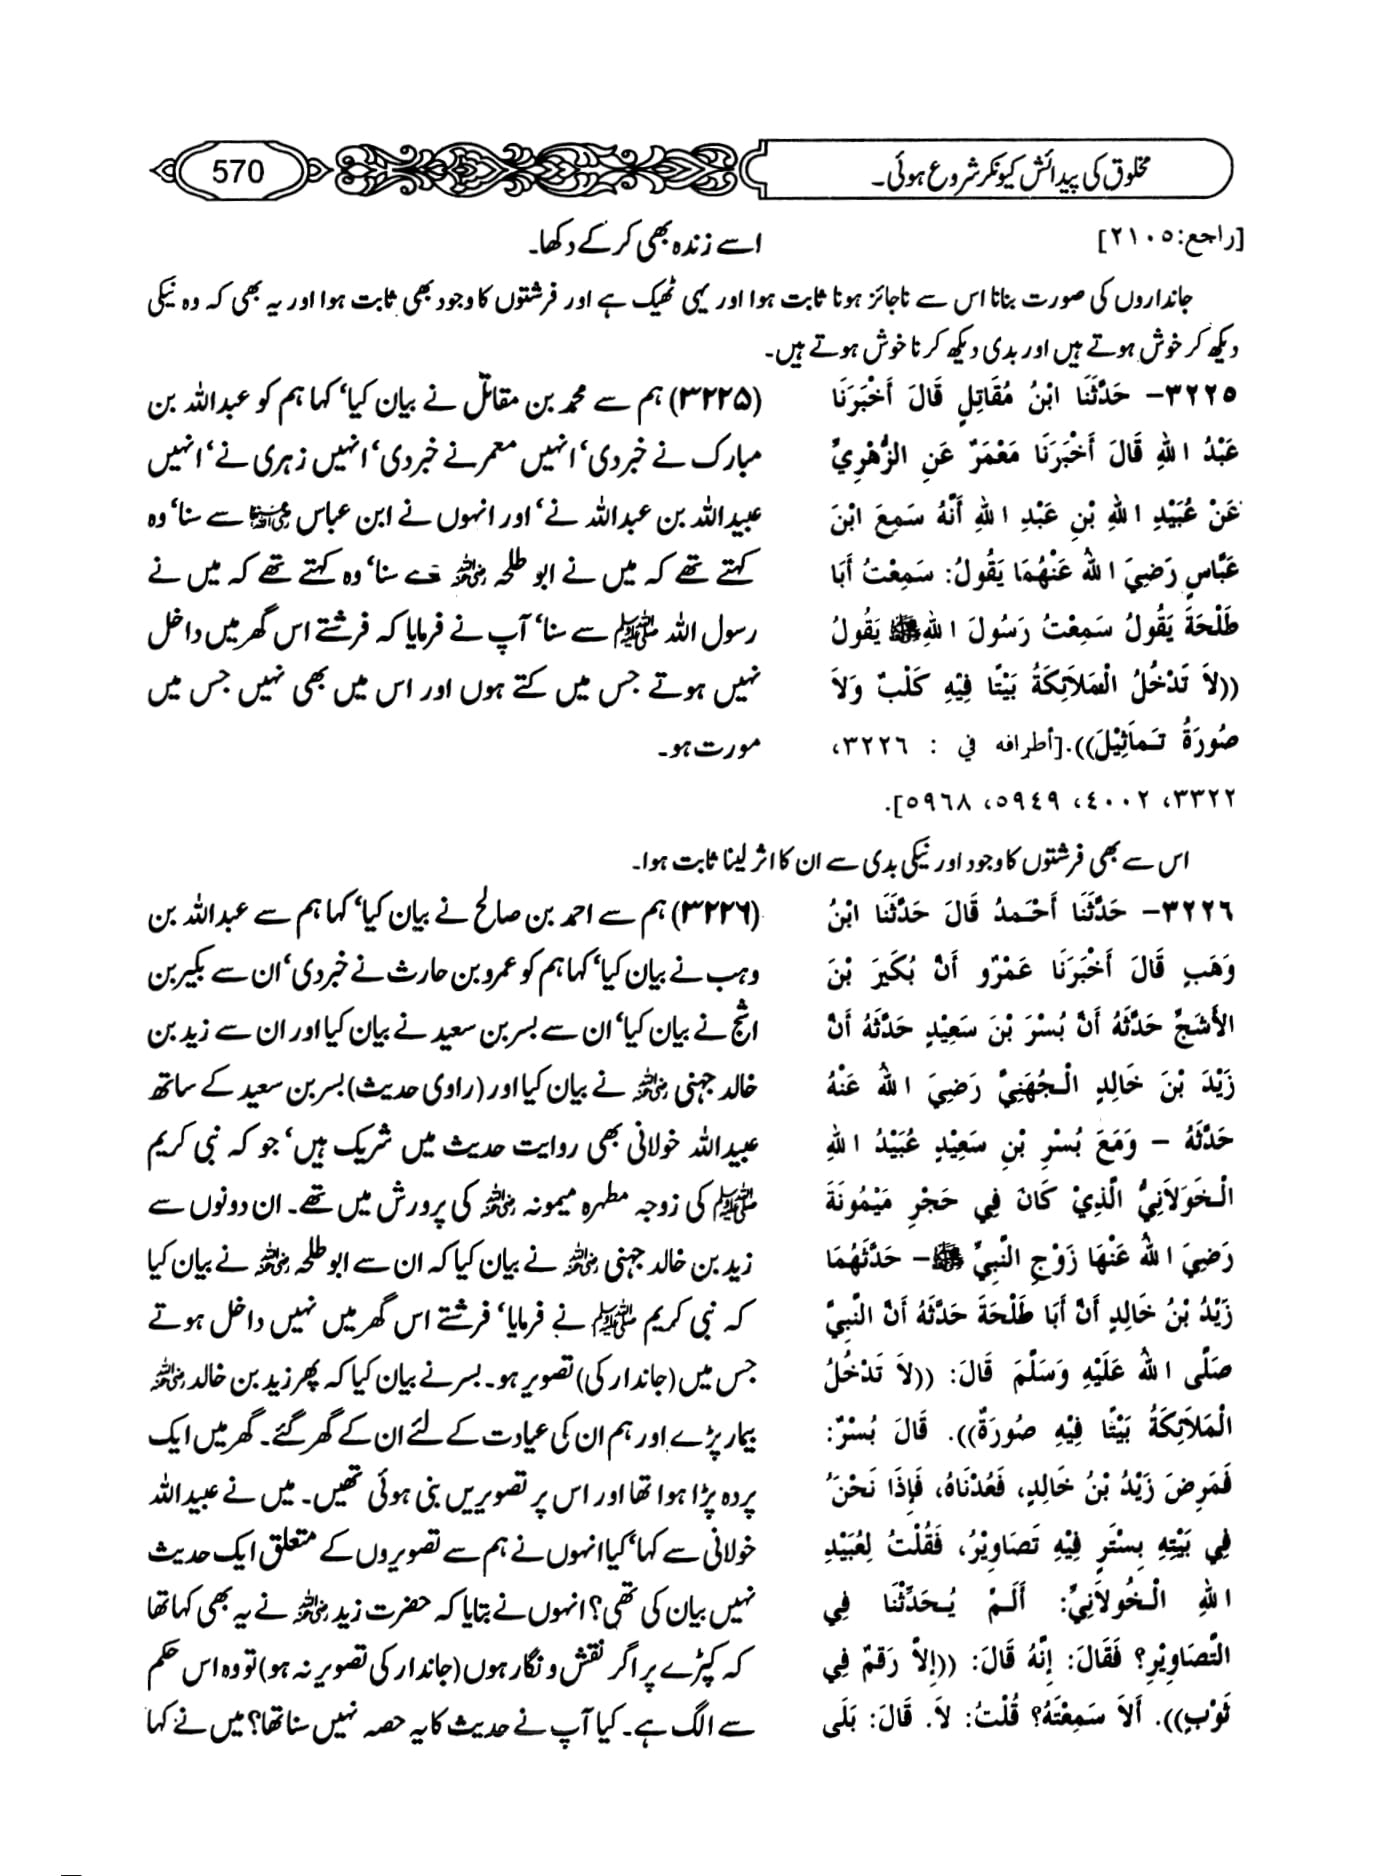 مخلوق کی پیدائش کیونکر شروع ہوئی۔
570
[راجع: ٢١٠٥]
اسے زندہ بھی کر کے دکھا۔
جانداروں کی صورت بنانا اس سے ناجائز ہونا ثابت ہوا اور یہی ٹھیک ہے اور فرشتوں کا وجود بھی ثابت ہوا اور یہ بھی کہ وہ نیکی
دیکھ کر خوش ہوتے ہیں اور بدی دیکھ کر ناخوش ہوتے ہیں۔
٣٢٢٥– حَدَّثَنَا ابْنُ مُقَاتِلٍ قَالَ أَخْبَرَنَا
عَبْدُ اللهِ قَالَ أَخْبَرَنَا مَعْمَرٌ عَنِ الزُّهْرِيِّ
عَنْ عُبَيْدِ اللهِ بْنِ عَبْدِ اللهِ أَنَّهُ سَمِعَ ابْنَ
عَبَّاسٍ رَضِيَ اللهُ عَنْهُمَا يَقُولُ: سَمِعْتُ أَبَا
طَلْحَةَ يَقُولُ سَمِعْتُ رَسُولَ اللهِ ﷺ يَقُولُ
((لاَ تَدْخُلُ الْمَلاَئِكَةُ بَيْتًا فِيْهِ كَلْبٌ وَلاَ
صُورَةُ تَمَاثِيْلَ)).[أطرافه في : ٣٢٢٦،
٣٣٢٢، ٤٠٠٢، ٥٩٤٩، ٥٩٦٨].
(۳۲۲۵) ہم سے محمد بن مقاتل نے بیان کیا‘ کہا ہم کو عبداللہ بن
مبارک نے خبر دی‘ انہیں معمر نے خبر دی‘ انہیں زہری نے‘ انہیں
عبیداللہ بن عبداللہ نے‘ اور انہوں نے ابن عباس رضی اللہ عنہما سے سنا‘ وہ
کہتے تھے کہ میں نے ابو طلحہ رضی اللہ عنہ سے سنا‘ وہ کہتے تھے کہ میں نے
رسول اللہ ﷺ سے سنا‘ آپ نے فرمایا کہ فرشتے اس گھر میں داخل
نہیں ہوتے جس میں کتے ہوں اور اس میں بھی نہیں جس میں
مورت ہو۔
اس سے بھی فرشتوں کا وجود اور نیکی بدی سے ان کا اثر لینا ثابت ہوا۔
٣٢٢٦– حَدَّثَنَا أَحْمَدُ قَالَ حَدَّثَنَا ابْنُ
وَهَبٍ قَالَ أَخْبَرَنَا عَمْرٌو أَنَّ بُكَيرَ بْنَ
الأَشَجِّ حَدَّثَهُ أَنَّ بُسْرَ بْنَ سَعِيْدٍ حَدَّثَهُ أَنَّ
زَيْدَ بْنَ خَالِدٍ الْجُهَنِيَّ رَضِيَ اللهُ عَنْهُ
حَدَّثَهُ – وَمَعَ بُسْرِ بْنِ سَعِيْدٍ عُبَيْدُ اللهِ
الْخَوَلاَنِيُّ الَّذِيْ كَانَ فِي حَجْرِ مَيْمُونَةَ
رَضِيَ اللهُ عَنْهَا زَوْجِ النَّبِيِّ ﷺ – حَدَّثَهُمَا
زَيْدُ بْنُ خَالِدٍ أَنَّ أَبَا طَلْحَةَ حَدَّثَهُ أَنَّ النَّبِيَّ
صَلَّى اللهُ عَلَيْهِ وَسَلَّمَ قَالَ: ((لاَ تَدْخُلُ
الْمَلاَئِكَةُ بَيْتًا فِيْهِ صُورَةٌ)). قَالَ بُسْرٌ:
فَمَرِضَ زَيْدُ بْنُ خَالِدٍ، فَعُدْنَاهُ، فَإِذَا نَحْنُ
فِي بَيْتِهِ بِسْتَرٍ فِيْهِ تَصَاوِيْرُ، فَقُلْتُ لِعُبَيْدِ
اللهِ الْخُولاَنِيِّ: أَلَمْ يُحَدِّثْنَا فِي
التَّصَاوِيْرِ؟ فَقَالَ: إِنَّهُ قَالَ: ((إِلاَّ رَقمٌ فِي
ثَوْبٍ)). أَلاَ سَمِعْتَهُ؟ قُلْتُ: لاَ. قَالَ: بَلَى
(۳۲۲۶) ہم سے احمد بن صالح نے بیان کیا‘ کہا ہم سے عبداللہ بن
وہب نے بیان کیا‘ کہا ہم کو عمرو بن حارث نے خبر دی‘ ان سے بکیر بن
اشج نے بیان کیا‘ ان سے بسر بن سعید نے بیان کیا اور ان سے زید بن
خالد جہنی رضی اللہ عنہ نے بیان کیا اور (راوی حدیث) بسر بن سعید کے ساتھ
عبیداللہ خولانی بھی روایت حدیث میں شریک ہیں‘ جو کہ نبی کریم
ﷺ کی زوجہ مطہرہ میمونہ رضی اللہ عنہ کی پرورش میں تھے۔ ان دونوں سے
زید بن خالد جہنی رضی اللہ عنہ نے بیان کیا کہ ان سے ابو طلحہ رضی اللہ عنہ نے بیان کیا
کہ نبی کریم ﷺ نے فرمایا‘ فرشتے اس گھر میں نہیں داخل ہوتے
جس میں (جاندار کی) تصویر ہو۔ بسر نے بیان کیا کہ پھر زید بن خالد رضی اللہ عنہ
بیمار پڑے اور ہم ان کی عیادت کے لئے ان کے گھر گئے۔ گھر میں ایک
پردہ پڑا ہوا تھا اور اس پر تصویریں بنی ہوئی تھیں۔ میں نے عبیداللہ
خولانی سے کہا‘ کیا انہوں نے ہم سے تصویروں کے متعلق ایک حدیث
نہیں بیان کی تھی؟ انہوں نے بتایا کہ حضرت زید رضی اللہ عنہ نے یہ بھی کہا تھا
کہ کپڑے پر اگر نقش و نگار ہوں (جاندار کی تصویر نہ ہو) تو وہ اس حکم
سے الگ ہے۔ کیا آپ نے حدیث کا یہ حصہ نہیں سنا تھا؟ میں نے کہا